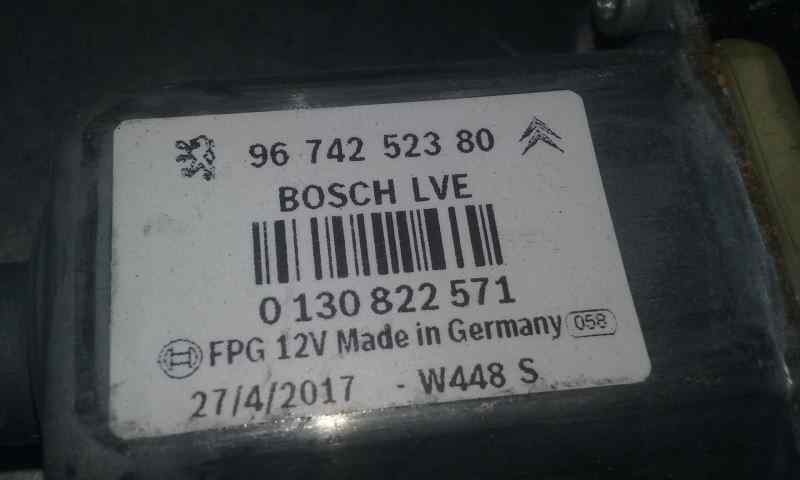 96 742 523 80
BOSCH LVE
0 130 822 571
FPG 12V Made in Germany 058
27/4/2017 - W448 S